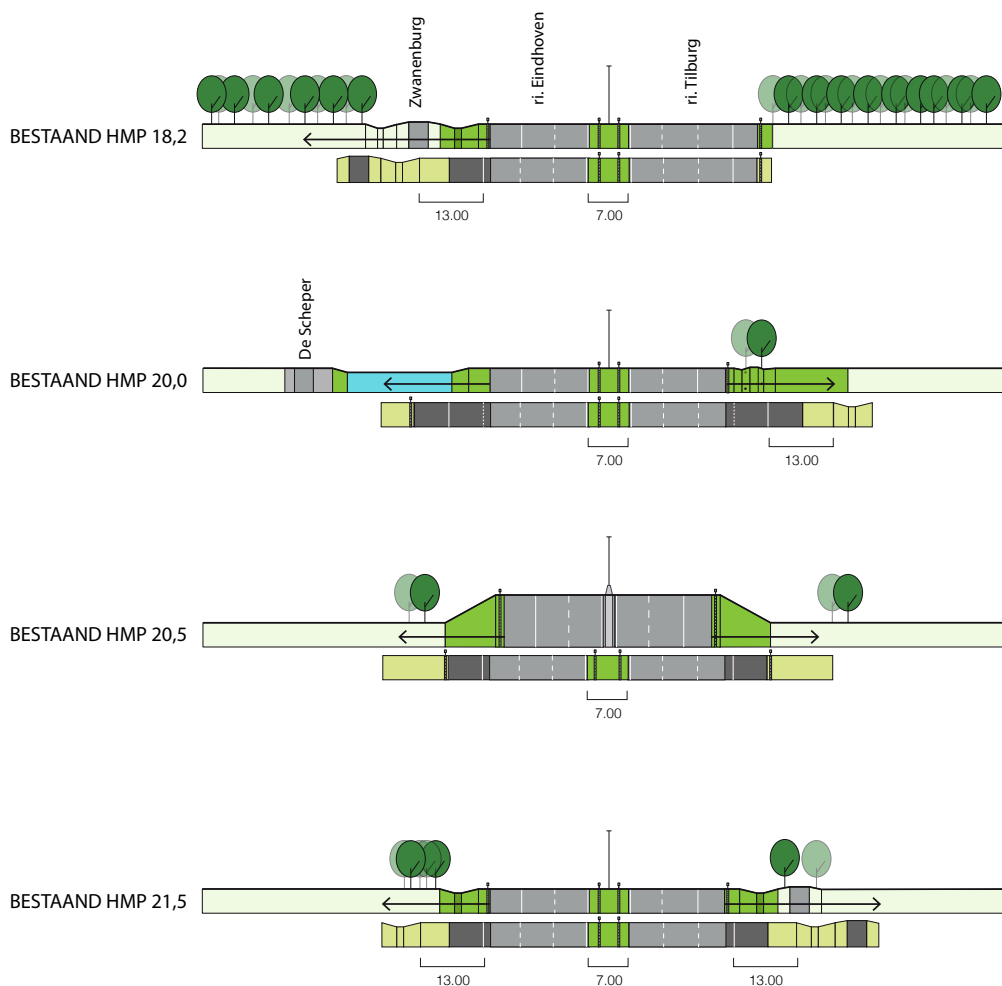 Zwanenburg
ri. Eindhoven
ri. Tilburg
BESTAAND HMP 18,2
13.00
7.00
De Scheper
BESTAAND HMP 20,0
7.00
13.00
BESTAAND HMP 20,5
7.00
BESTAAND HMP 21,5
13.00
7.00
13.00